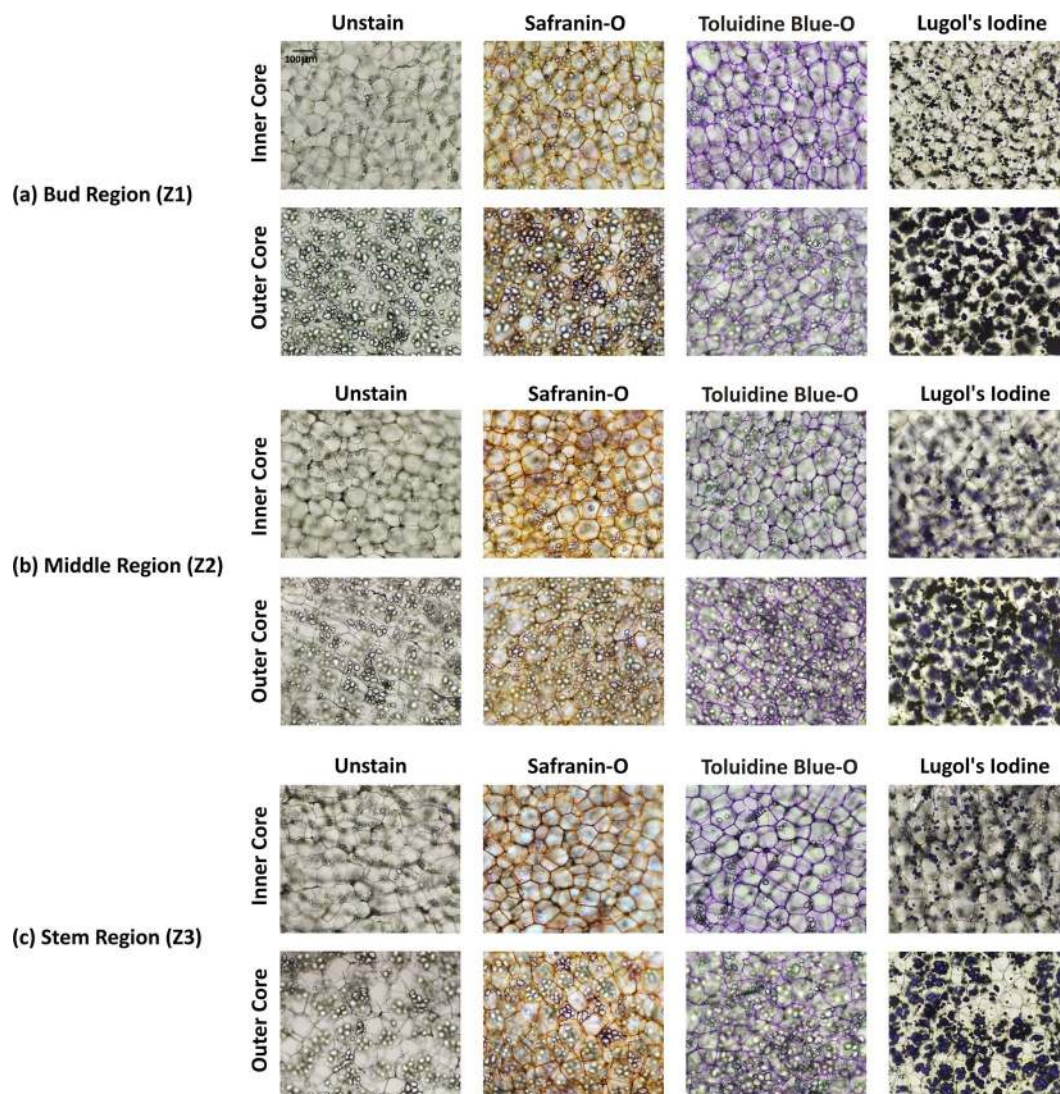 Unstain Safranin-O Toluidine Blue-O Lugol's Iodine
100µm
Inner Core
(a) Bud Region (Z1)
Outer Core
Unstain Safranin-O Toluidine Blue-O Lugol's Iodine
Inner Core
(b) Middle Region (Z2)
Outer Core
Unstain Safranin-O Toluidine Blue-O Lugol's Iodine
Inner Core
(c) Stem Region (Z3)
Outer Core